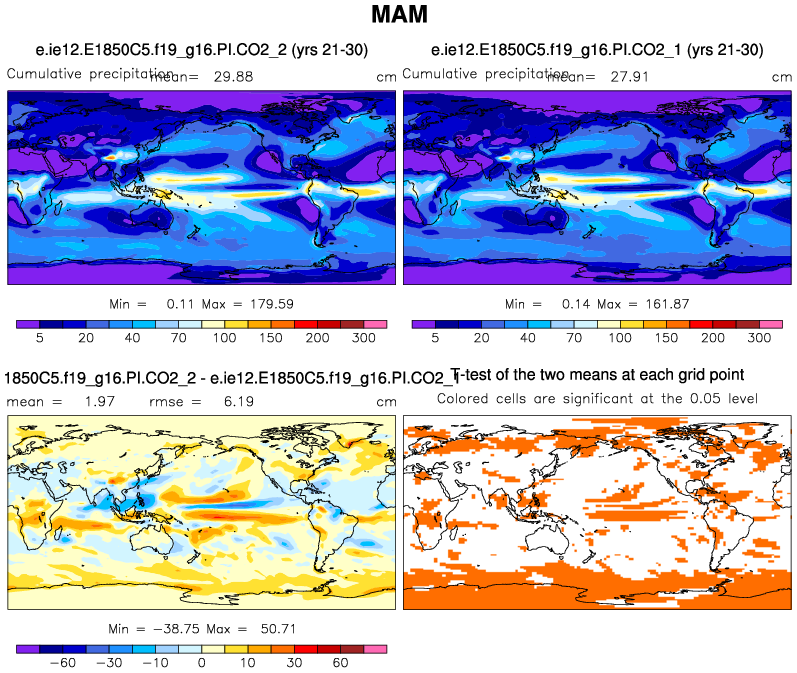 MAM
e.ie12.E1850C5.f19_g16.PI.CO2_2 (yrs 21-30)
Cumulative precipitation mean= 29.88 cm
Min = 0.11 Max = 179.59
5 20 40 70 100 150 200 300
e.ie12.E1850C5.f19_g16.PI.CO2_1 (yrs 21-30)
Cumulative precipitation mean= 27.91 cm
Min = 0.14 Max = 161.87
5 20 40 70 100 150 200 300
1850C5.f19_g16.PI.CO2_2 - e.ie12.E1850C5.f19_g16.PI.CO2_1
mean = 1.97 rmse = 6.19 cm
Min = -38.75 Max = 50.71
-60 -30 -10 0 10 30 60
T-test of the two means at each grid point
Colored cells are significant at the 0.05 level